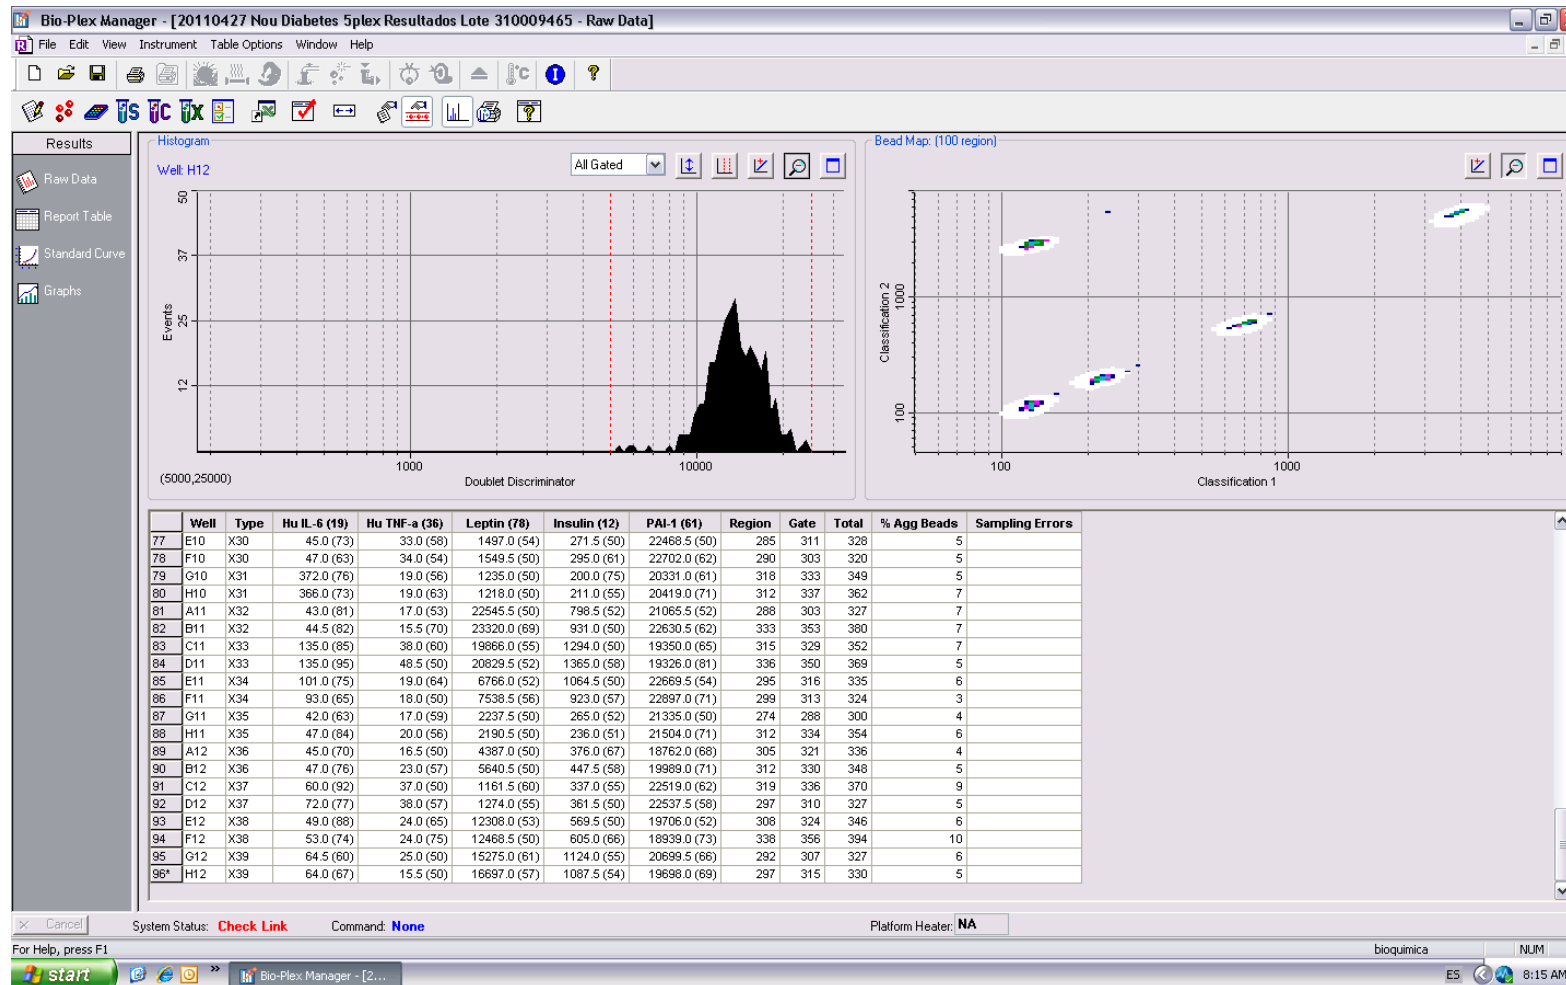 Bio-Plex Manager - [20110427 Nou Diabetes 5plex Resultados Lote 310009465 - Raw Data]
File Edit View Instrument Table Options Window Help
Results
Raw Data
Report Table
Standard Curve
Graphs
Histogram
Well: H12
All Gated
50
37
25
12
Events
1000
10000
(5000,25000)
Doublet Discriminator
Bead Map: (100 region)
1000
100
Classification 2
100
1000
Classification 1
Well Type Hu IL-6 (19) Hu TNF-a (36) Leptin (78) Insulin (12) PAI-1 (61) Region Gate Total % Agg Beads Sampling Errors
77 E10 X30 45.0 (73) 33.0 (58) 1497.0 (54) 271.5 (50) 22468.5 (50) 285 311 328 5
78 F10 X30 47.0 (63) 34.0 (54) 1549.5 (50) 295.0 (61) 22702.0 (62) 290 303 320 5
79 G10 X31 372.0 (76) 19.0 (56) 1235.0 (50) 200.0 (75) 20331.0 (61) 318 333 349 5
80 H10 X31 366.0 (73) 19.0 (63) 1218.0 (50) 211.0 (55) 20419.0 (71) 312 337 362 7
81 A11 X32 43.0 (81) 17.0 (53) 22545.5 (50) 798.5 (52) 21065.5 (52) 288 303 327 7
82 B11 X32 44.5 (82) 15.5 (70) 23320.0 (69) 931.0 (50) 22630.5 (62) 333 353 380 7
83 C11 X33 135.0 (85) 38.0 (60) 19866.0 (55) 1294.0 (50) 19350.0 (65) 315 329 352 7
84 D11 X33 135.0 (95) 48.5 (50) 20829.5 (52) 1365.0 (58) 19326.0 (81) 336 350 369 5
85 E11 X34 101.0 (75) 19.0 (64) 6766.0 (52) 1064.5 (50) 22669.5 (54) 295 316 335 6
86 F11 X34 93.0 (65) 18.0 (50) 7538.5 (56) 923.0 (57) 22897.0 (71) 299 313 324 3
87 G11 X35 42.0 (63) 17.0 (59) 2237.5 (50) 265.0 (52) 21335.0 (50) 274 288 300 4
88 H11 X35 47.0 (84) 20.0 (56) 2190.5 (50) 236.0 (51) 21504.0 (71) 312 334 354 6
89 A12 X36 45.0 (70) 16.5 (50) 4387.0 (50) 376.0 (67) 18762.0 (68) 305 321 336 4
90 B12 X36 47.0 (76) 23.0 (57) 5640.5 (50) 447.5 (58) 19989.0 (71) 312 330 348 5
91 C12 X37 60.0 (92) 37.0 (50) 1161.5 (60) 337.0 (55) 22519.0 (62) 319 336 370 9
92 D12 X37 72.0 (77) 38.0 (57) 1274.0 (55) 361.5 (50) 22537.5 (58) 297 310 327 5
93 E12 X38 49.0 (88) 24.0 (65) 12308.0 (53) 569.5 (50) 19706.0 (52) 308 324 346 6
94 F12 X38 53.0 (74) 24.0 (75) 12468.5 (50) 605.0 (66) 18939.0 (73) 338 356 394 10
95 G12 X39 64.5 (60) 25.0 (50) 15275.0 (61) 1124.0 (55) 20699.5 (66) 292 307 327 6
96* H12 X39 64.0 (67) 15.5 (50) 16697.0 (57) 1087.5 (54) 19698.0 (69) 297 315 330 5
Cancel System Status: Check Link Command: None Platform Heater: NA
For Help, press F1 bioquimica NUM
start Bio-Plex Manager - [2... ES 8:15 AM